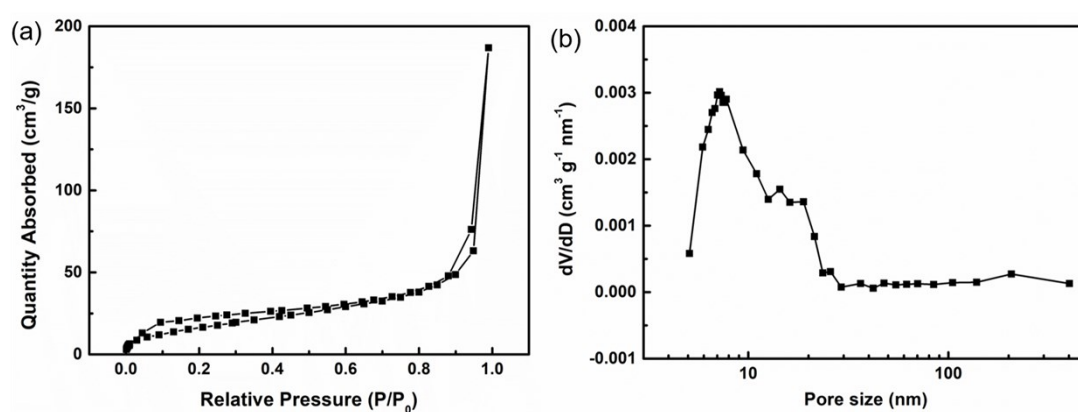 (a)
Quantity Absorbed (cm³/g)
200
150
100
50
0
0.0 0.2 0.4 0.6 0.8 1.0
Relative Pressure (P/P₀)
(b)
dV/dD (cm³ g⁻¹ nm⁻¹)
0.004
0.003
0.002
0.001
0.000
-0.001
10 100
Pore size (nm)